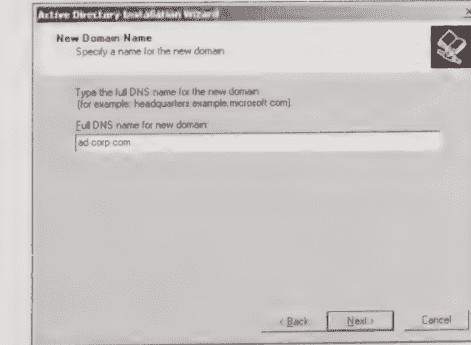 Active Directory Installation Wizard
New Domain Name
Specify a name for the new domain.
Type the full DNS name for the new domain
(for example: headquarters.example.microsoft.com).
Full DNS name for new domain:
ad.corp.com
< Back
Next >
Cancel